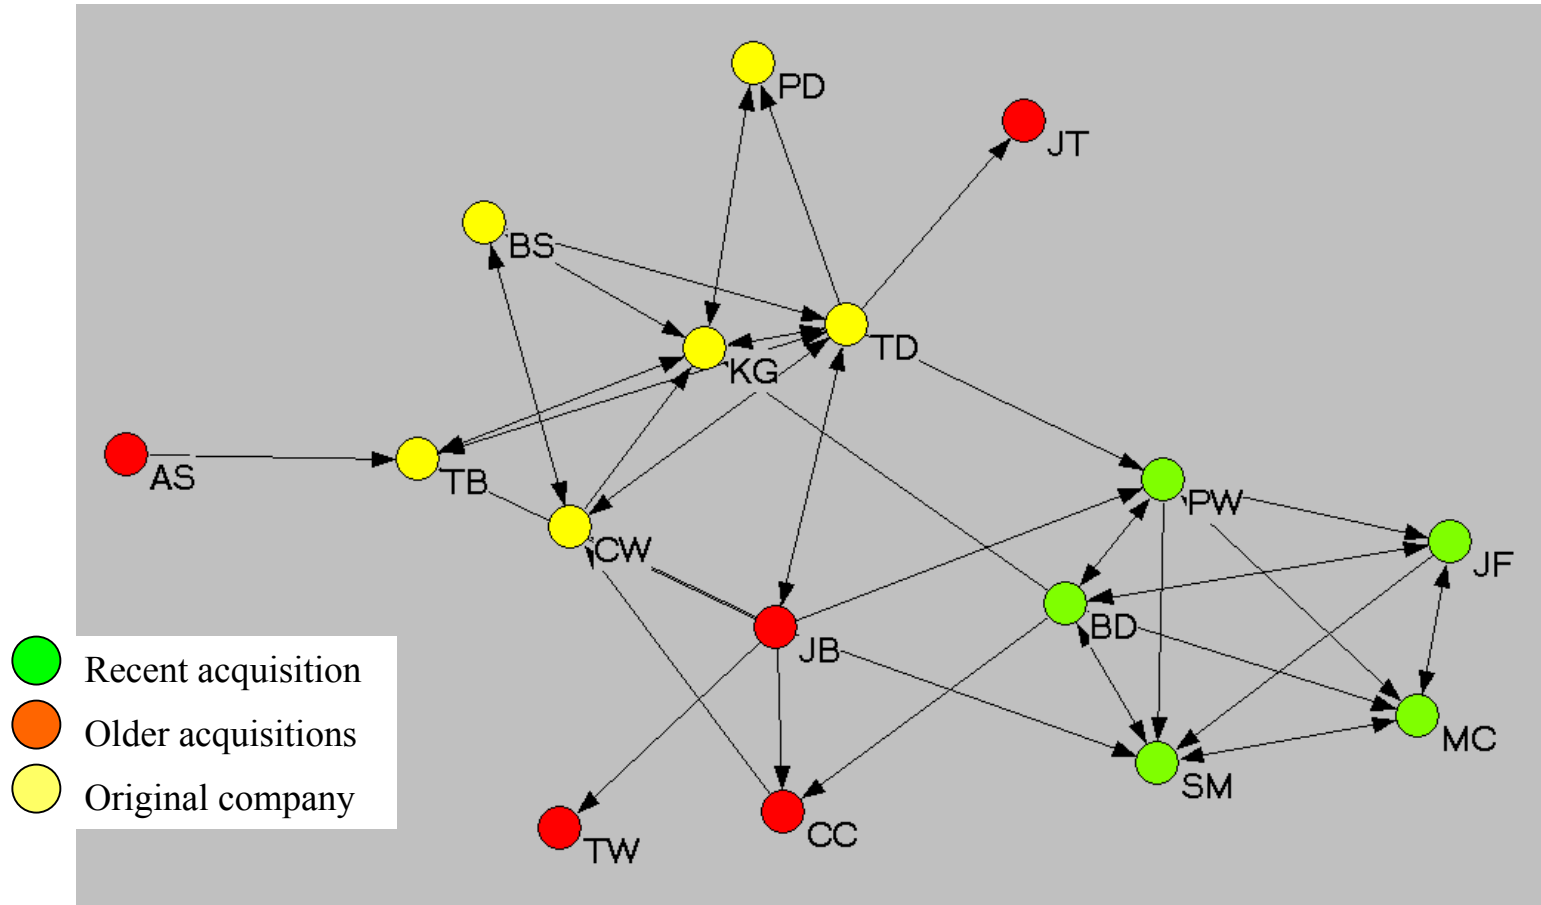 PD
JT
BS
TD
KG
AS
TB
PW
CW
JF
BD
JB
MC
SM
CC
TW
Recent acquisition
Older acquisitions
Original company